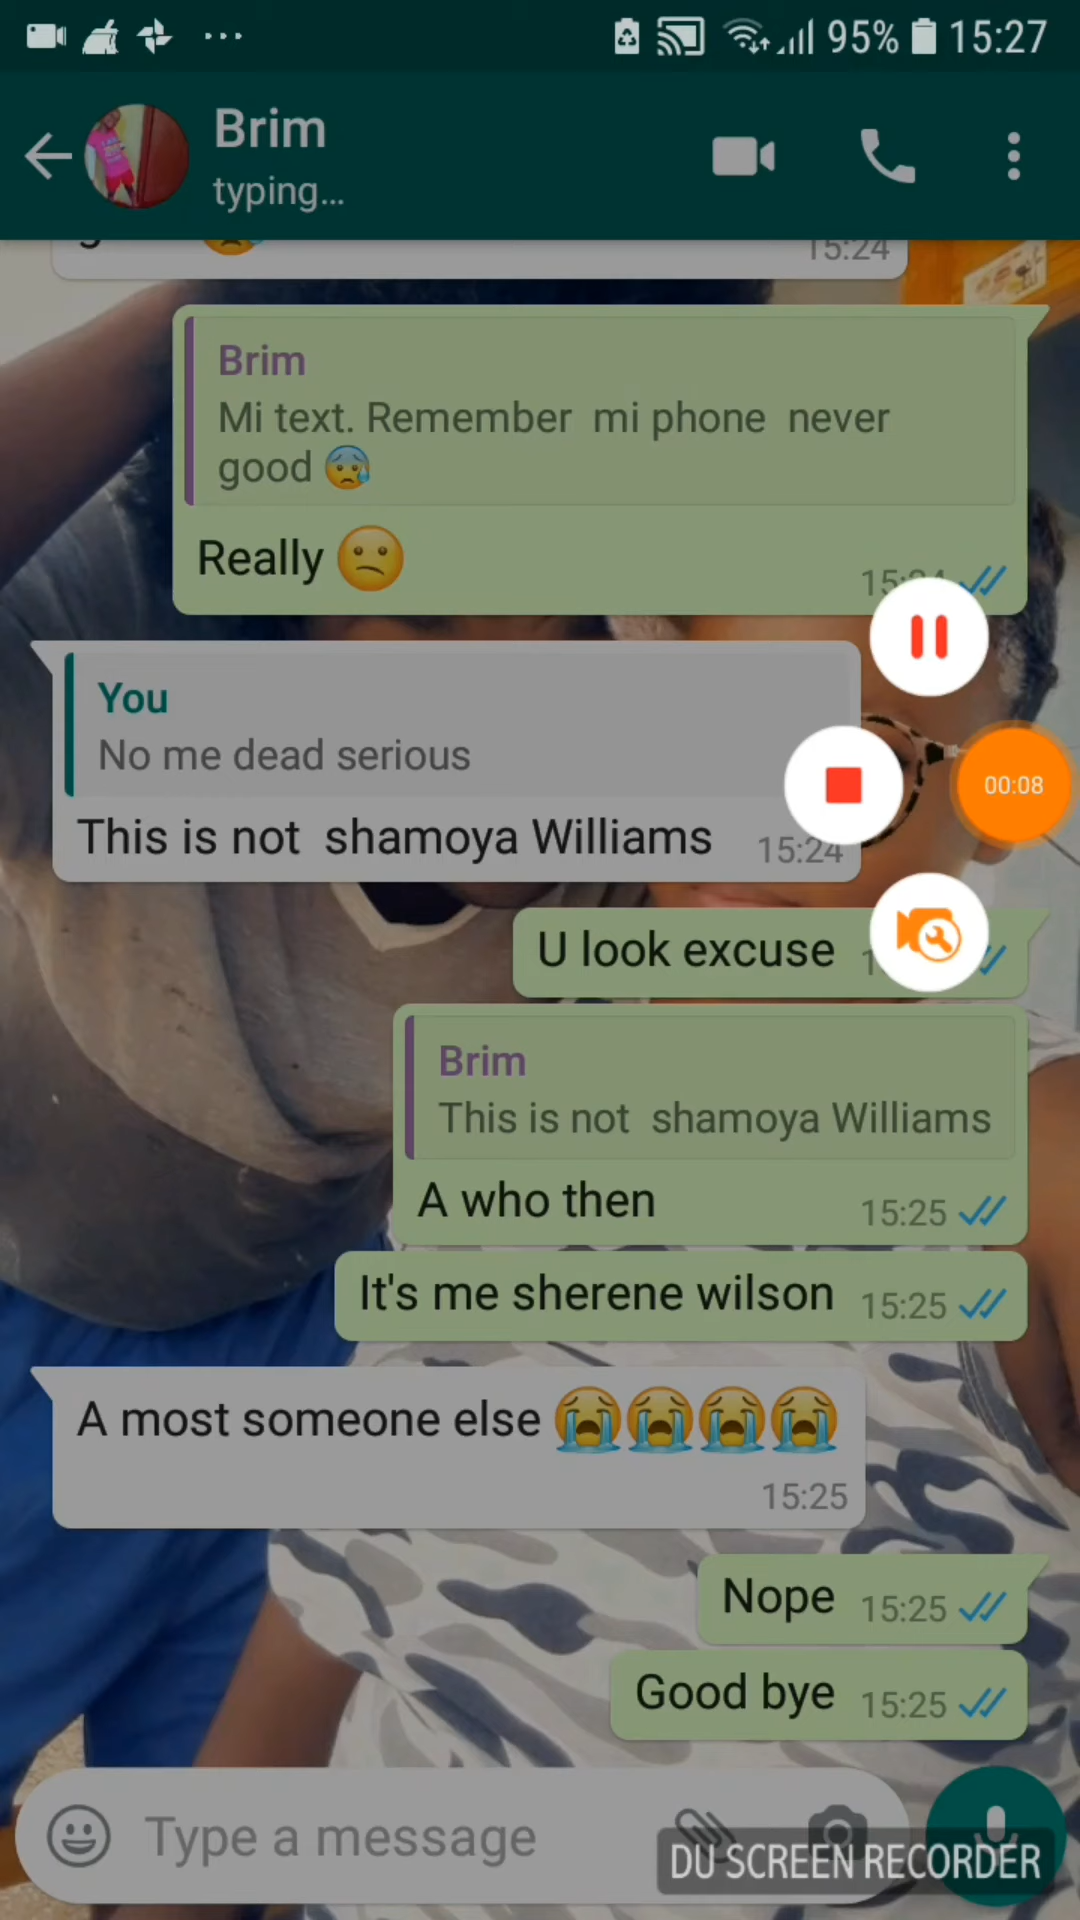 95% 15:27
Brim
typing...
15:24
Brim
Mi text. Remember mi phone never
good 😰
Really 😕
You
No me dead serious
00:08
This is not shamoya Williams 15:24
U look excuse
Brim
This is not shamoya Williams
A who then 15:25
It's me sherene wilson 15:25
A most someone else 😭😭😭😭
15:25
Nope 15:25
Good bye 15:25
Type a message
DU SCREEN RECORDER